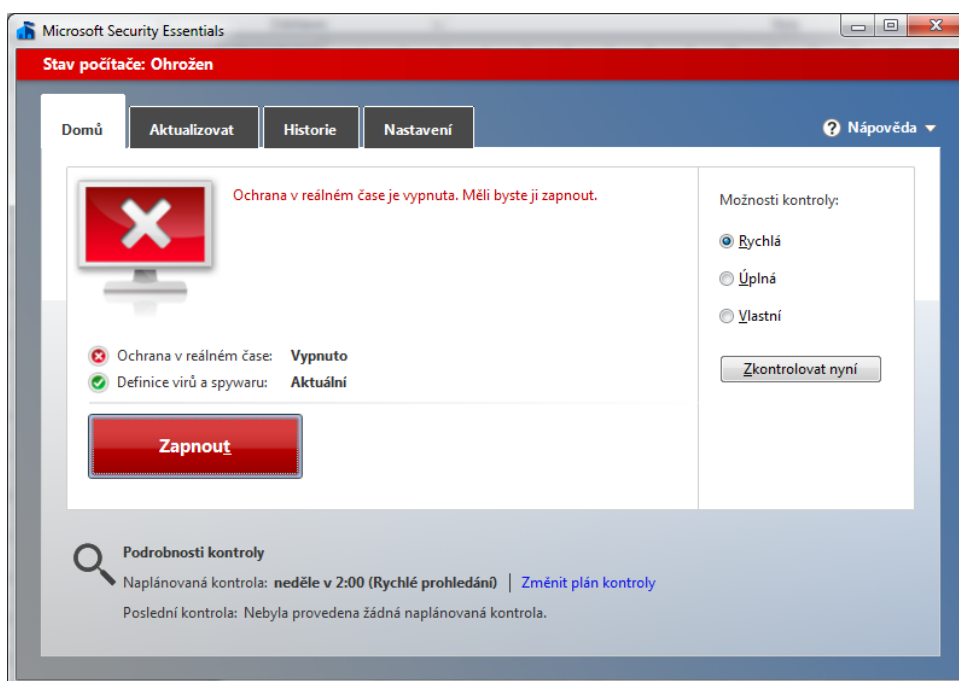 Microsoft Security Essentials
Stav počítače: Ohrožen
Domů
Aktualizovat
Historie
Nastavení
Nápověda
Ochrana v reálném čase je vypnuta. Měli byste ji zapnout.
Ochrana v reálném čase: Vypnuto
Definice virů a spywaru: Aktuální
Zapnout
Možnosti kontroly:
Rychlá
Úplná
Vlastní
Zkontrolovat nyní
Podrobnosti kontroly
Naplánovaná kontrola: neděle v 2:00 (Rychlé prohledání) | Změnit plán kontroly
Poslední kontrola: Nebyla provedena žádná naplánovaná kontrola.